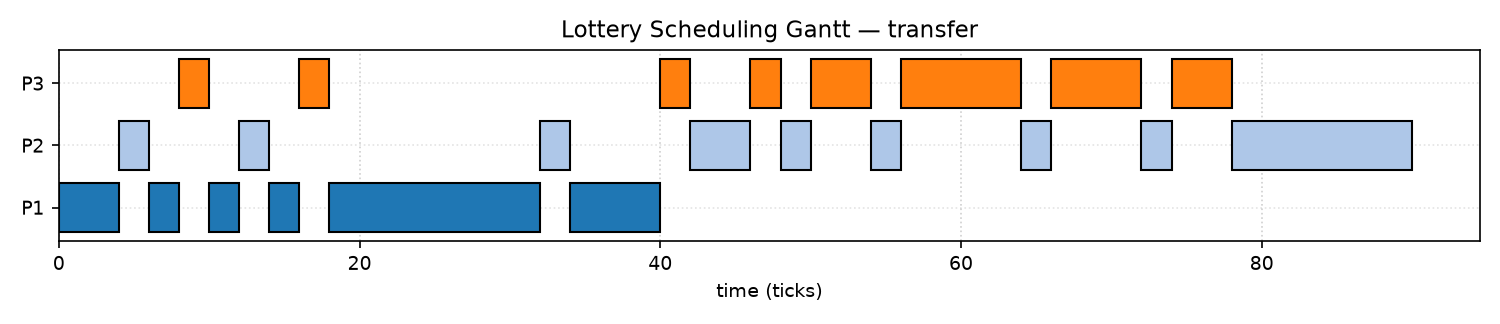 Lottery Scheduling Gantt — transfer
P3
P2
P1
0 20 40 60 80
time (ticks)